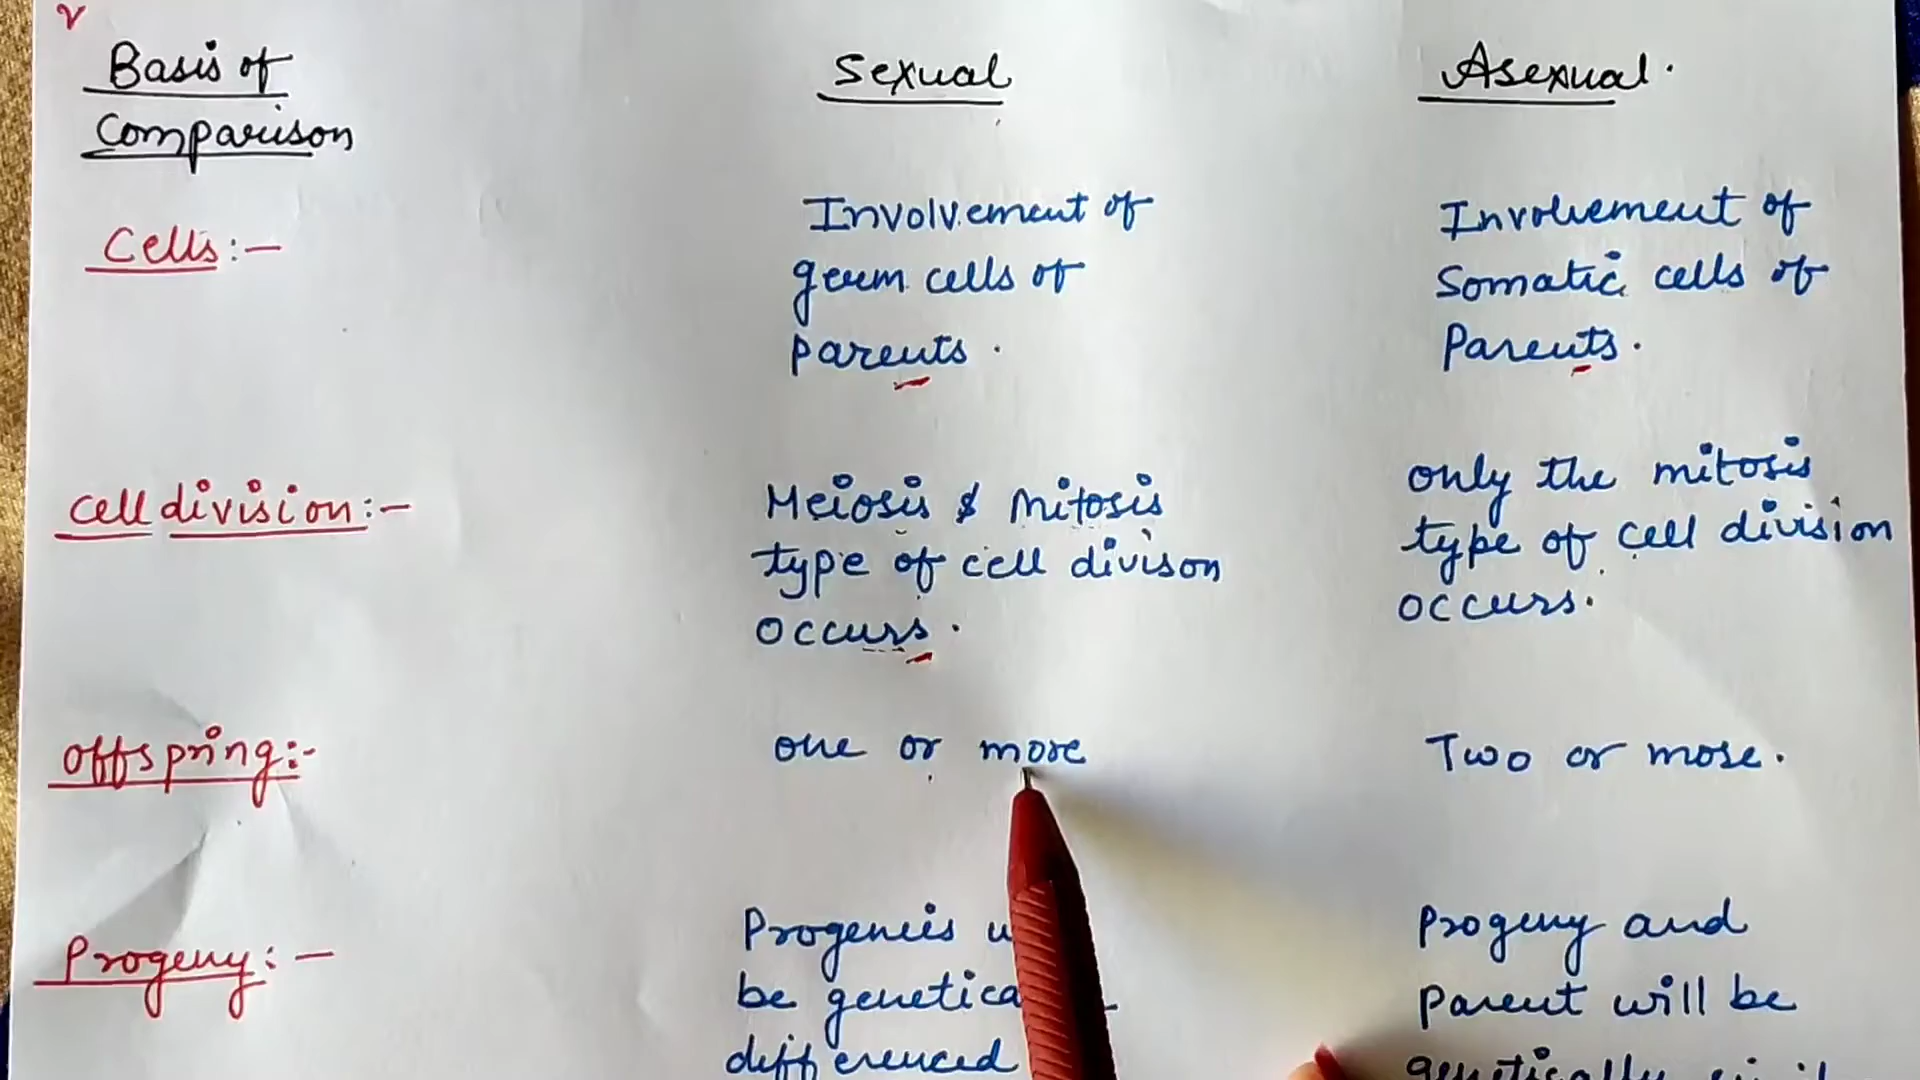 Basis of
Comparison
Sexual
Asexual.
Cells:-
Involvement of
germ cells of
parents.
Involvement of
Somatic cells of
Parents.
Cell division:-
Meiosis & Mitosis
type of cell divison
occurs.
only the mitosis
type of cell division
occurs.
offspring:-
one or more
Two or more.
Progeny:-
Progenies
be
differenced
Progeny and
Parent will be
genetically